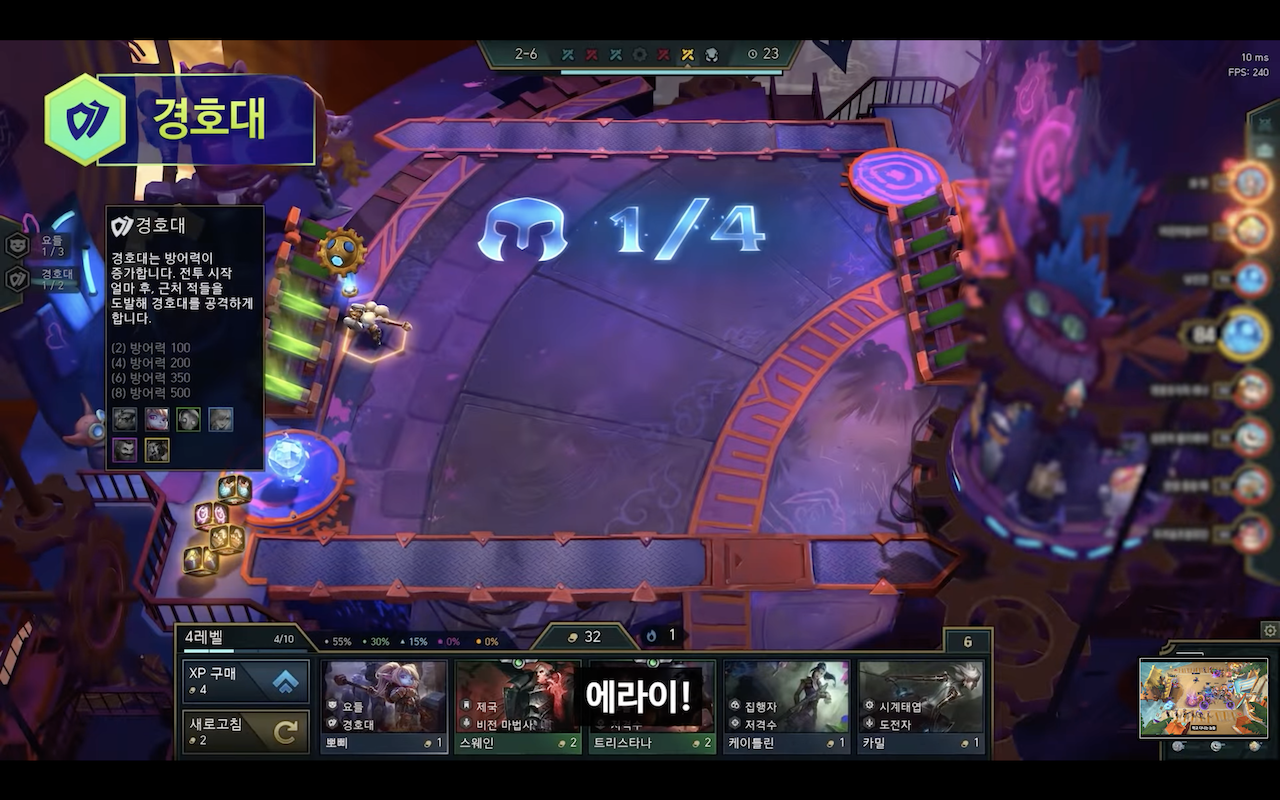 2-6
23
10 ms
FPS: 240
경호대
경호대
경호대는 방어력이
증가합니다. 전투 시작
얼마 후, 근처 적들을
도발해 경호대를 공격하게
합니다.
(2) 방어력 100
(4) 방어력 200
(6) 방어력 350
(8) 방어력 500
요들
1 / 3
경호대
1 / 2
1/4
84
4레벨
4/10
55%
30%
15%
0%
0%
32
1
6
XP 구매
4
새로고침
2
요들
경호대
뽀삐
1
제국
비전 마법사
스웨인
2
에라이!
트리스타나
2
집행자
저격수
케이틀린
1
시계태엽
도전자
카밀
1